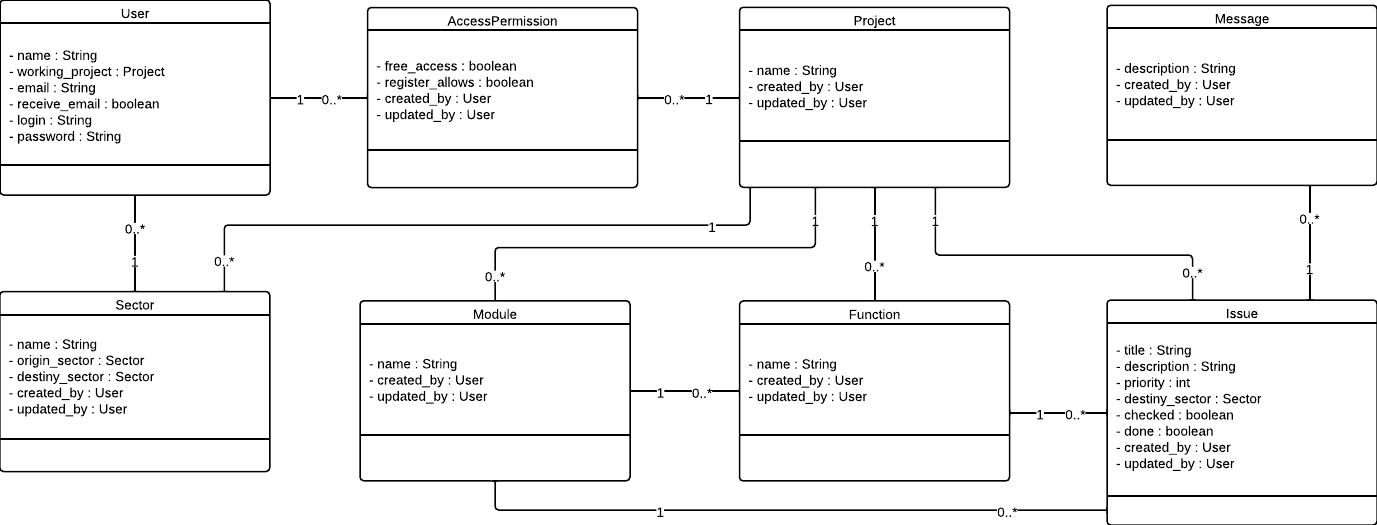 User
- name : String
- working_project : Project
- email : String
- receive_email : boolean
- login : String
- password : String
1
0..*
AccessPermission
- free_access : boolean
- register_allows : boolean
- created_by : User
- updated_by : User
0..*
1
Project
- name : String
- created_by : User
- updated_by : User
Message
- description : String
- created_by : User
- updated_by : User
0..*
1
1
0..*
1
0..*
1
0..*
1
0..*
0..*
1
Sector
- name : String
- origin_sector : Sector
- destiny_sector : Sector
- created_by : User
- updated_by : User
Module
- name : String
- created_by : User
- updated_by : User
1
0..*
Function
- name : String
- created_by : User
- updated_by : User
1
0..*
Issue
- title : String
- description : String
- priority : int
- destiny_sector : Sector
- checked : boolean
- done : boolean
- created_by : User
- updated_by : User
1
0..*